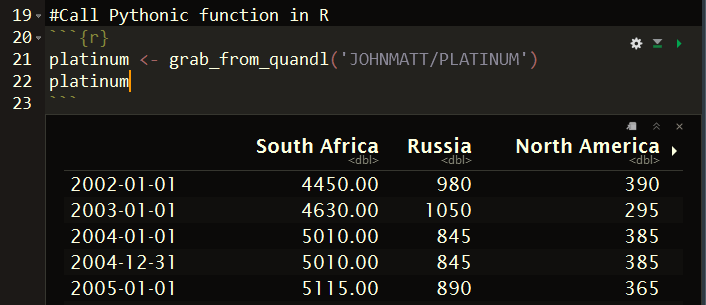 19 #Call Pythonic function in R
20 ```{r}
21 platinum <- grab_from_quandl('JOHNMATT/PLATINUM')
22 platinum
23 ```
South Africa Russia North America
<dbl> <dbl> <dbl>
2002-01-01 4450.00 980 390
2003-01-01 4630.00 1050 295
2004-01-01 5010.00 845 385
2004-12-31 5010.00 845 385
2005-01-01 5115.00 890 365